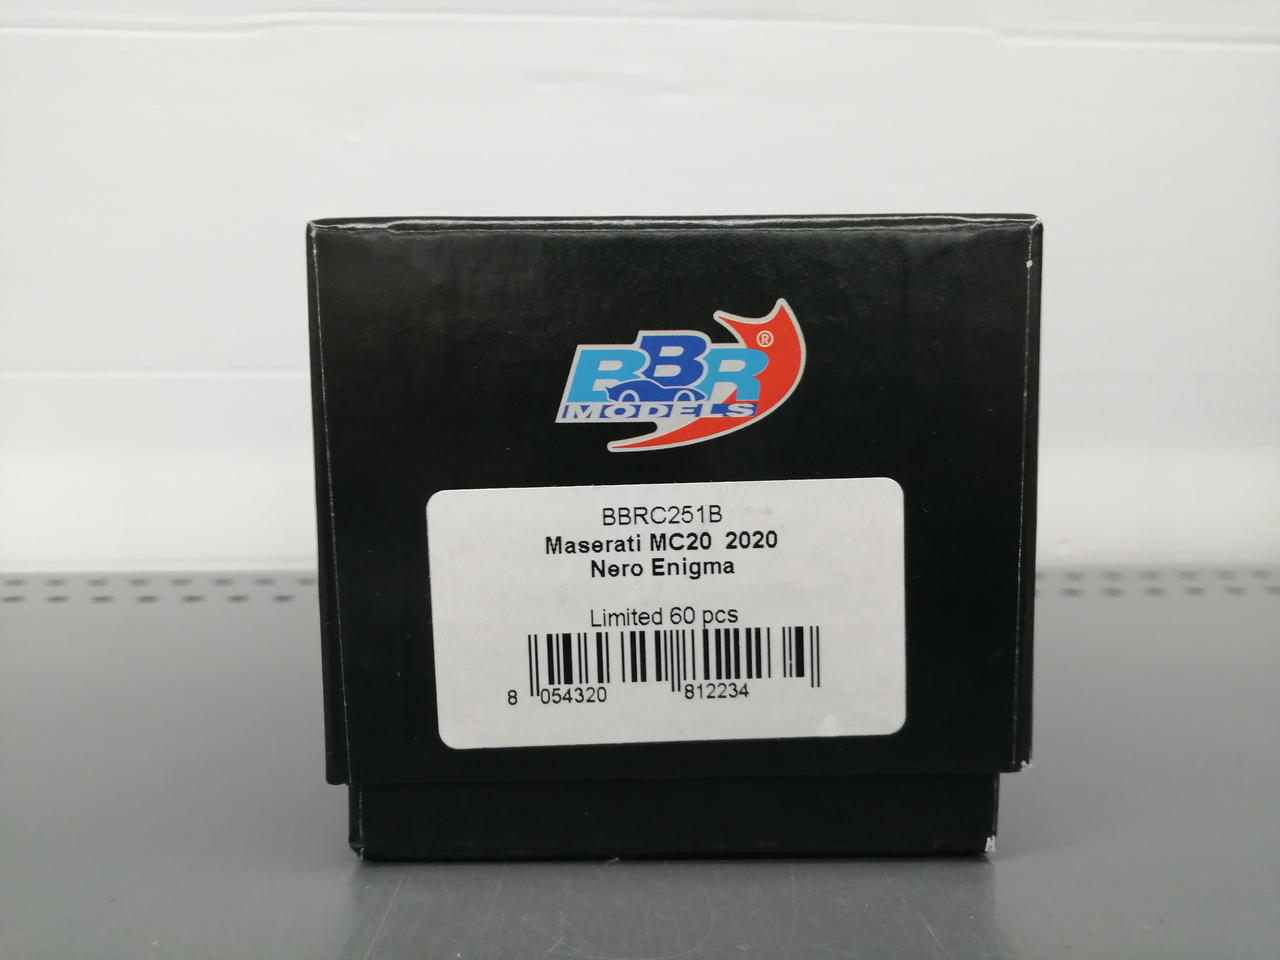 BBR®
MODELS
BBRC251B
Maserati MC20 2020
Nero Enigma
Limited 60 pcs
8 054320 812234